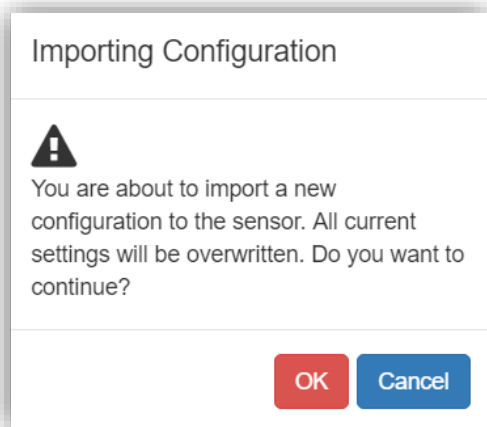 Importing Configuration
You are about to import a new
configuration to the sensor. All current
settings will be overwritten. Do you want to
continue?
OK
Cancel